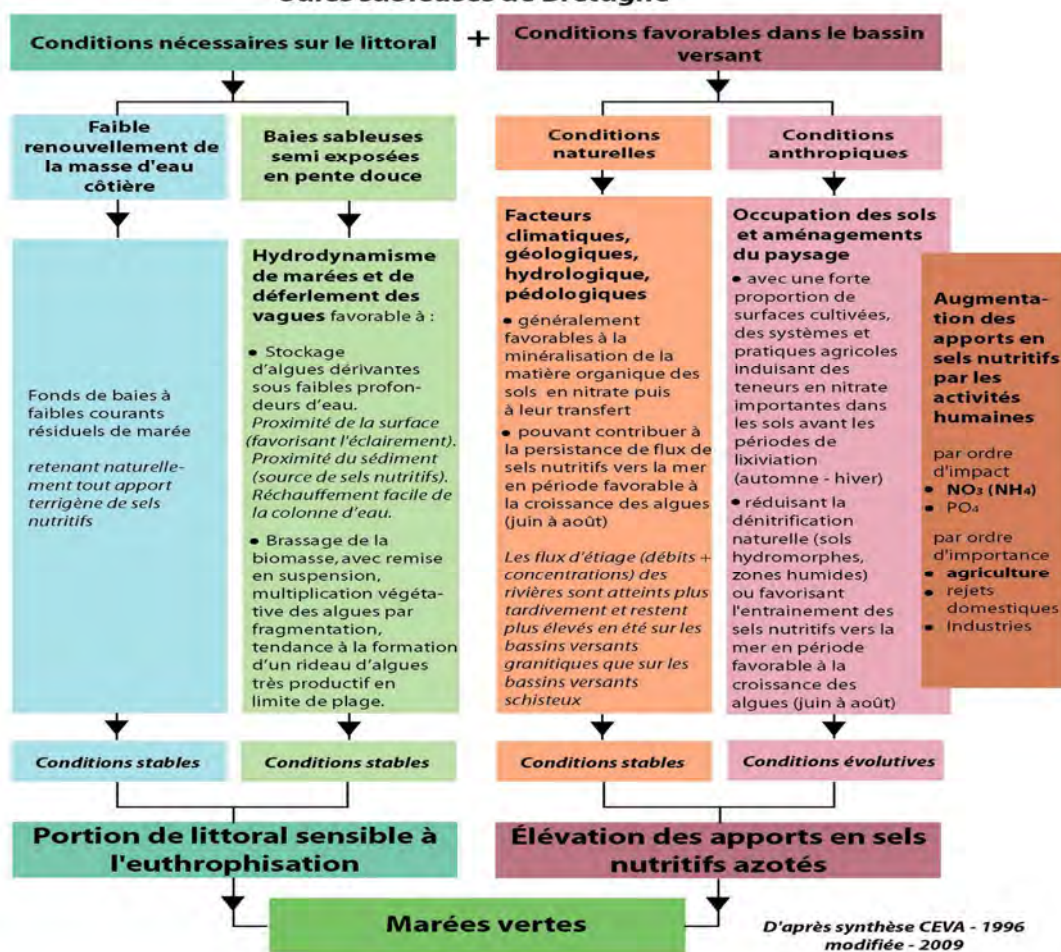 Conditions nécessaires sur le littoral
+
Conditions favorables dans le bassin
versant
Faible
renouvellement de
la masse d'eau
côtière
Baies sableuses
semi exposées
en pente douce
Conditions
naturelles
Conditions
anthropiques
Fonds de baies à
faibles courants
résiduels de marée
retenant naturelle-
ment tout apport
terrigène de sels
nutritifs
Hydrodynamisme
de marées et de
déferlement des
vagues favorable à :
• Stockage
d'algues dérivantes
sous faibles profon-
deurs d'eau.
Proximité de la surface
(favorisant l'éclairement).
Proximité du sédiment
(source de sels nutritifs).
Réchauffement facile de
la colonne d'eau.
• Brassage de la
biomasse, avec remise
en suspension,
multiplication végéta-
tive des algues par
fragmentation,
tendance à la formation
d'un rideau d'algues
très productif en
limite de plage.
Facteurs
climatiques,
géologiques,
hydrologique,
pédologiques
• généralement
favorables à la
minéralisation de la
matière organique des
sols en nitrate puis
à leur transfert
• pouvant contribuer à
la persistance de flux de
sels nutritifs vers la mer
en période favorable à
la croissance des algues
(juin à août)
Les flux d'étiage (débits +
concentrations) des
rivières sont atteints plus
tardivement et restent
plus élevés en été sur les
bassins versants
granitiques que sur les
bassins versants
schisteux
Occupation des sols
et aménagements
du paysage
• avec une forte
proportion de
surfaces cultivées,
des systèmes et
pratiques agricoles
induisant des
teneurs en nitrate
importantes dans
les sols avant les
périodes de
lixiviation
(automne - hiver)
• réduisant la
dénitrification
naturelle (sols
hydromorphes,
zones humides)
ou favorisant
l'entrainement des
sels nutritifs vers la
mer en période
favorable à la
croissance des
algues (juin à août)
Augmenta-
tion des
apports en
sels nutritifs
par les
activités
humaines
par ordre
d'impact
• NO₃ (NH₄)
• PO₄
par ordre
d'importance
• agriculture
• rejets
domestiques
• Industries
Conditions stables
Conditions stables
Conditions stables
Conditions évolutives
Portion de littoral sensible à
l'euthrophisation
Élévation des apports en sels
nutritifs azotés
Marées vertes
D'après synthèse CEVA - 1996
modifiée - 2009